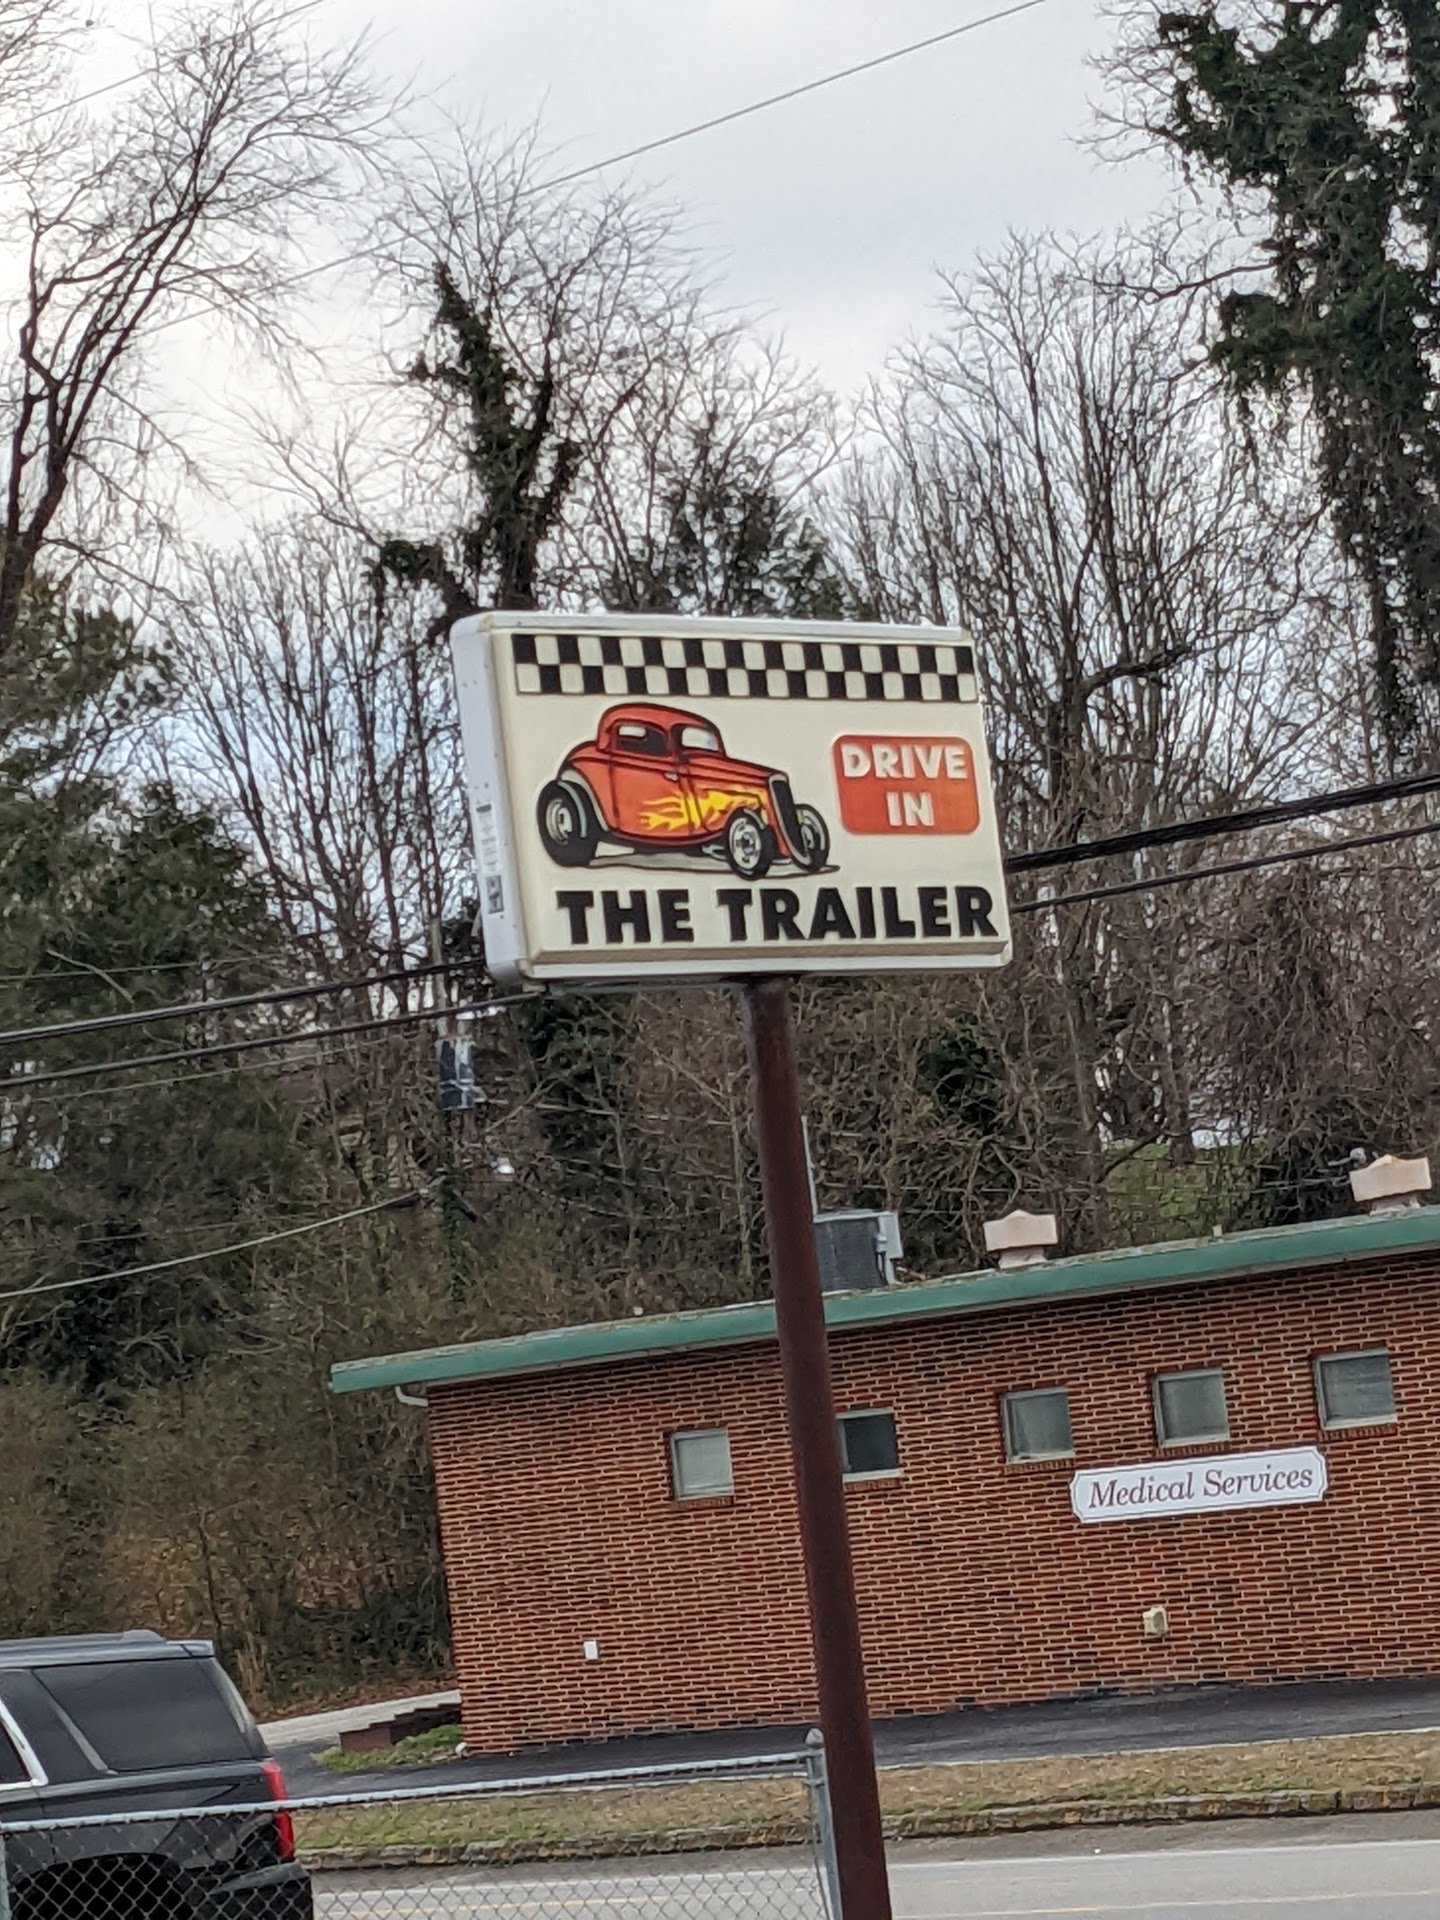 DRIVE
IN
THE TRAILER
Medical Services